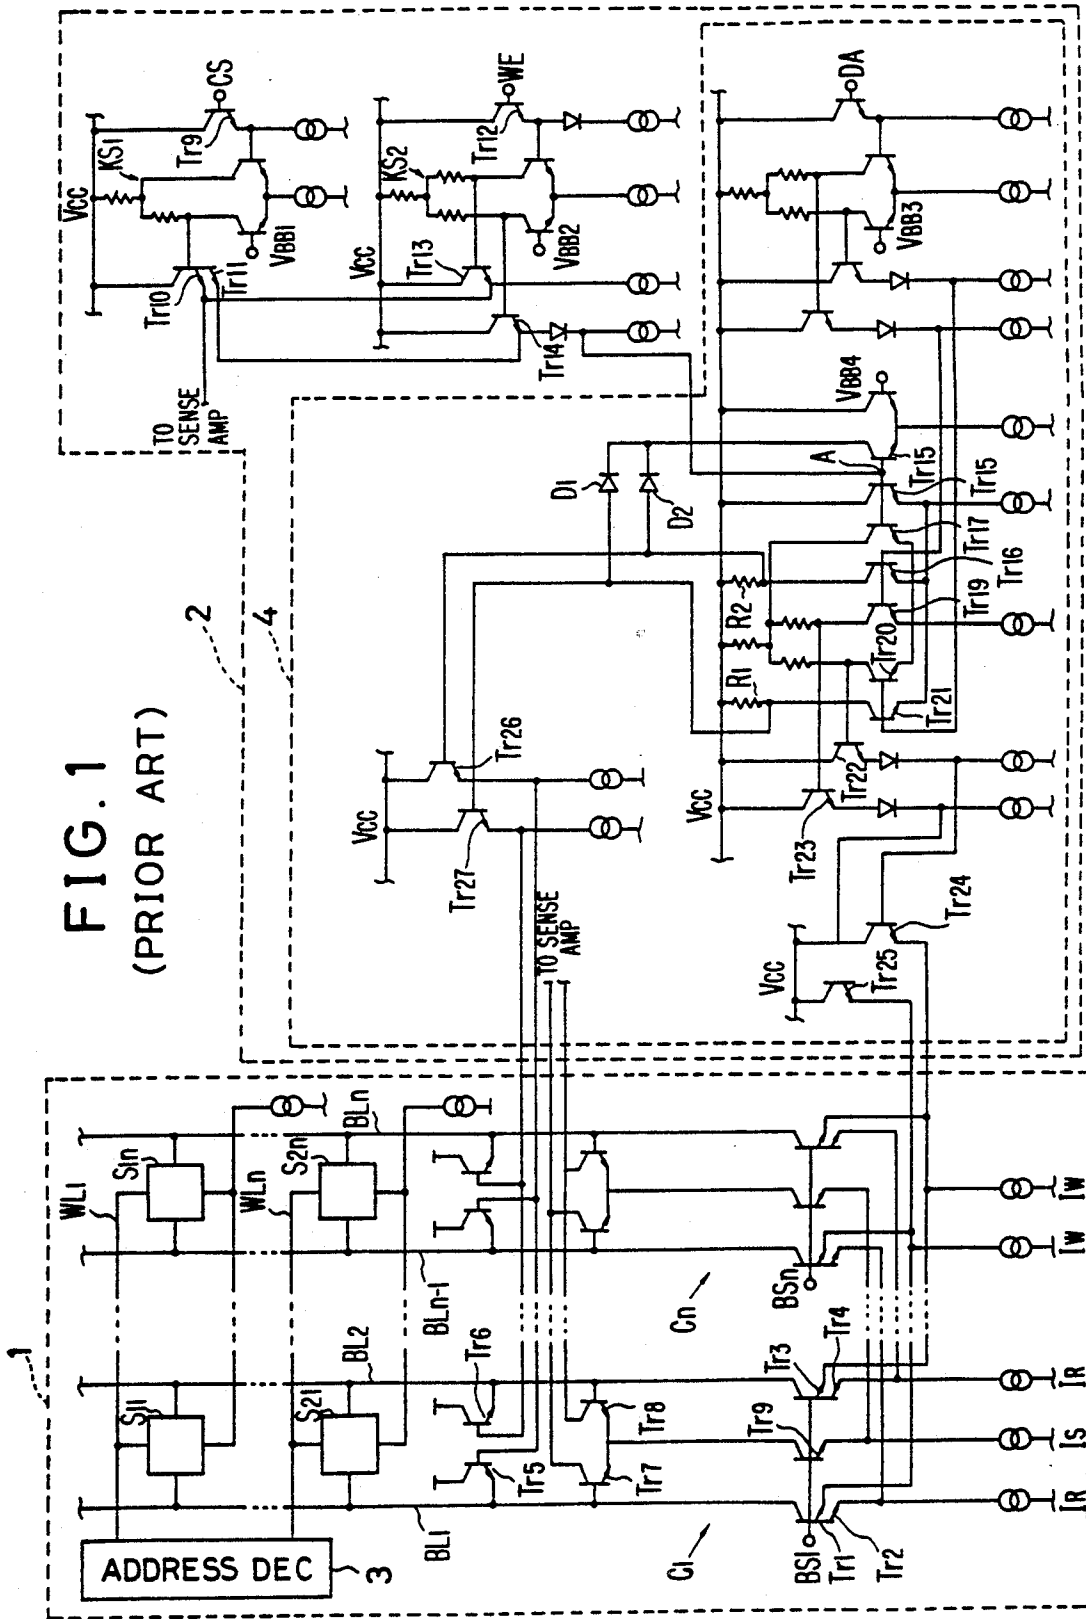 FIG. 1
(PRIOR ART)
1
2
4
ADDRESS DEC
3
WL1
WLn
S11
S21
S1n
S2n
BL1
BL2
BLn-1
BLn
Tr5
Tr6
Tr7
Tr8
C1
Cn
BS1
BSn
Tr1
Tr2
Tr9
Tr3
Tr4
IR
IS
IR
IW
IW
TO SENSE
AMP
VCC
Tr27
Tr26
VCC
Tr25
Tr24
VCC
Tr23
Tr22
R1
R2
Tr21
Tr20
Tr19
Tr16
Tr17
Tr15
Tr15
A
D1
D2
VBB4
VBB3
DA
TO
SENSE
AMP
VCC
KS1
Tr9
CS
Tr10
Tr11
VBB1
VCC
KS2
Tr12
WE
Tr13
Tr14
VBB2